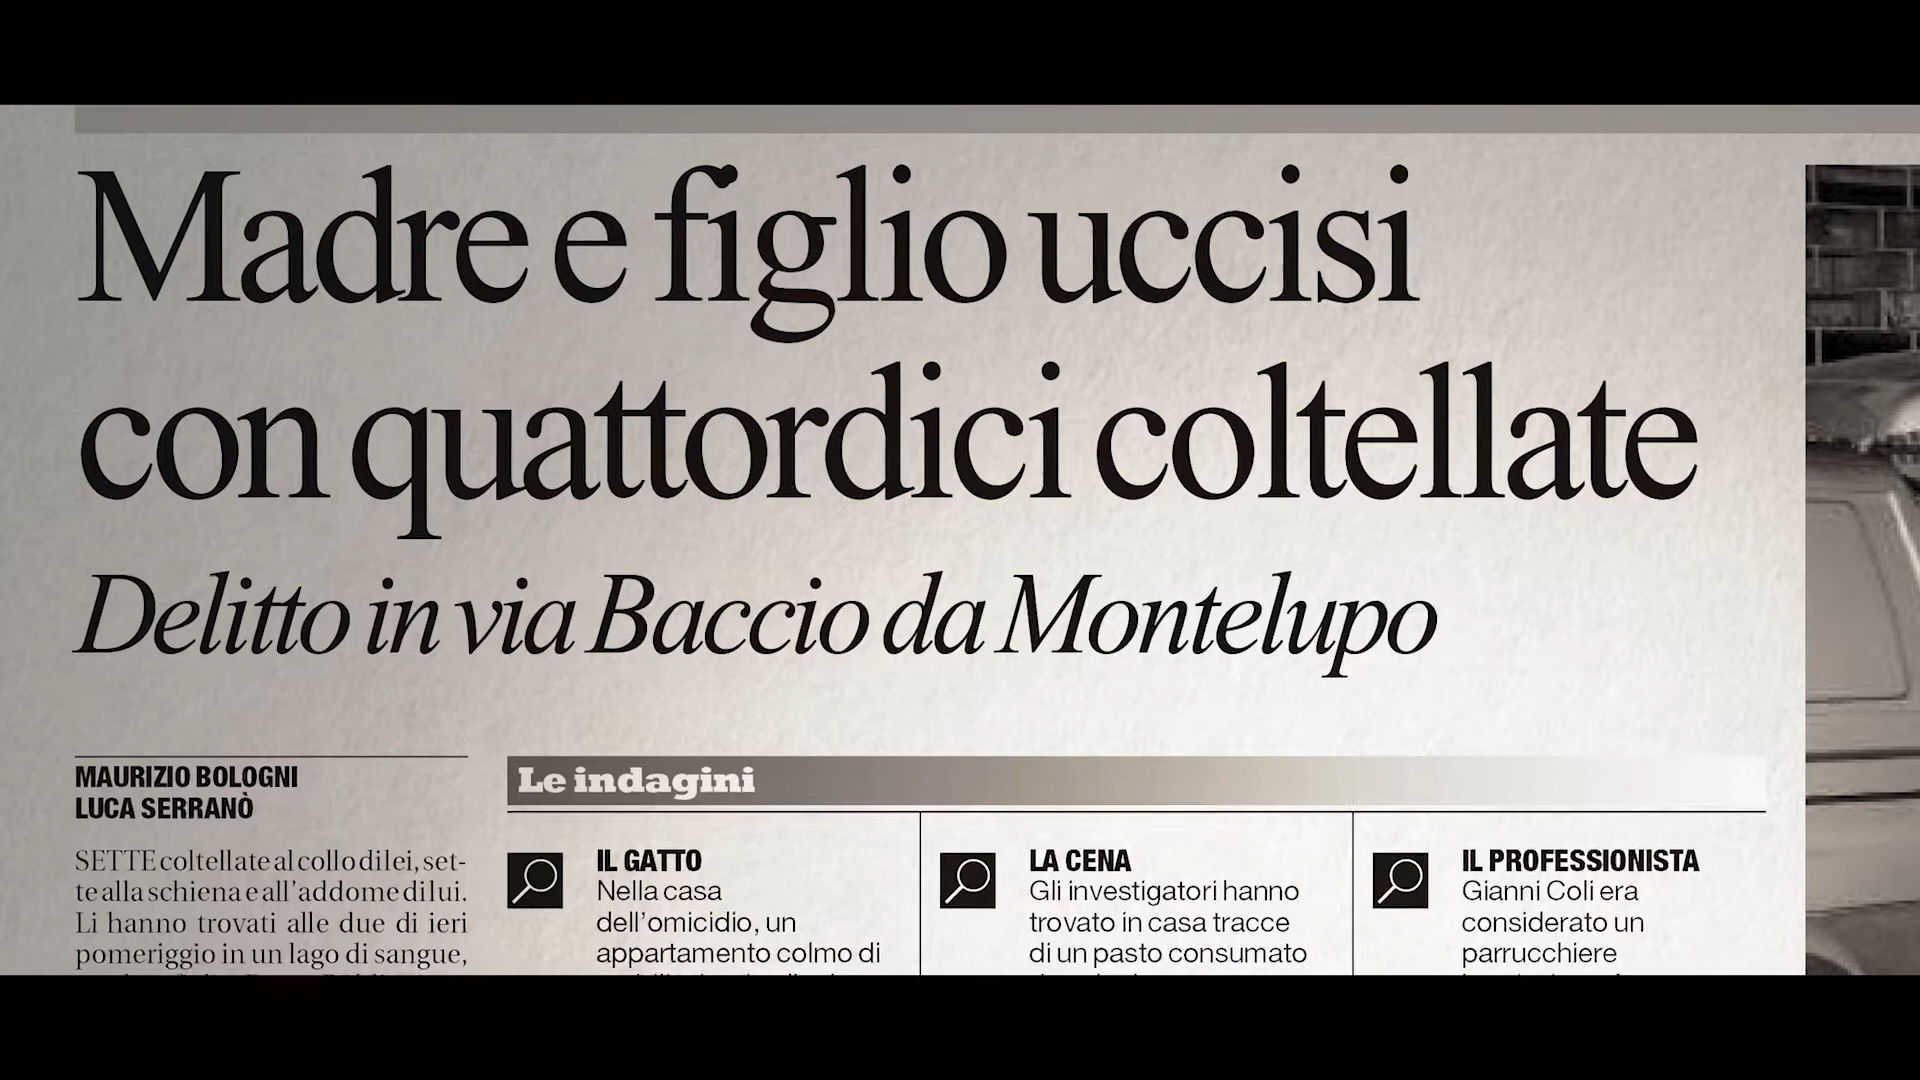 Madre e figlio uccisi
con quattordici coltellate
Delitto in via Baccio da Montelupo
MAURIZIO BOLOGNI
LUCA SERRANÒ
SETTE coltellate al collo di lei, set-
te alla schiena e all'addome di lui.
Li hanno trovati alle due di ieri
pomeriggio in un lago di sangue,
Le indagini
IL GATTO
Nella casa
dell'omicidio, un
appartamento colmo di
LA CENA
Gli investigatori hanno
trovato in casa tracce
di un pasto consumato
IL PROFESSIONISTA
Gianni Coli era
considerato un
parrucchiere